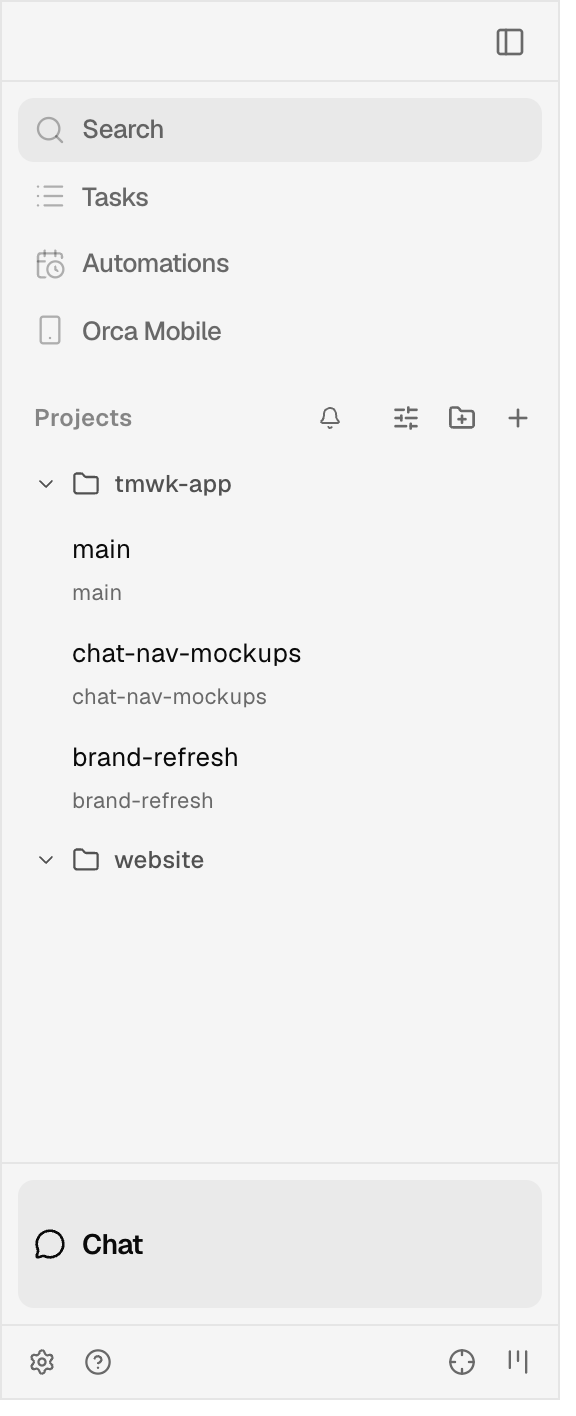 Search
Tasks
Automations
Orca Mobile
Projects
tmwk-app
main
main
chat-nav-mockups
chat-nav-mockups
brand-refresh
brand-refresh
website
Chat